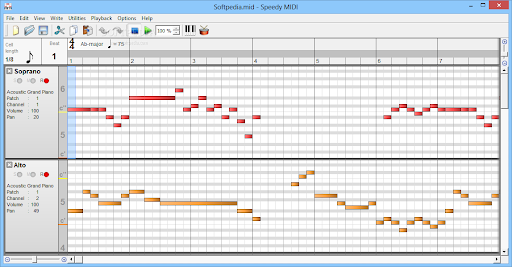 Softpedia.mid - Speedy MIDI
File Edit View Write Utilities Playback Options Help
100 %
Cell length
1/8
Beat
1
4
4
Ab-major = 75
1 2 3 4 5 6 7
Soprano
S M R
Acoustic Grand Piano
Patch : 1
Channel : 1
Volume : 100
Pan : 20
6
5
Alto
S M R
Acoustic Grand Piano
Patch : 1
Channel : 2
Volume : 100
Pan : 49
5
4